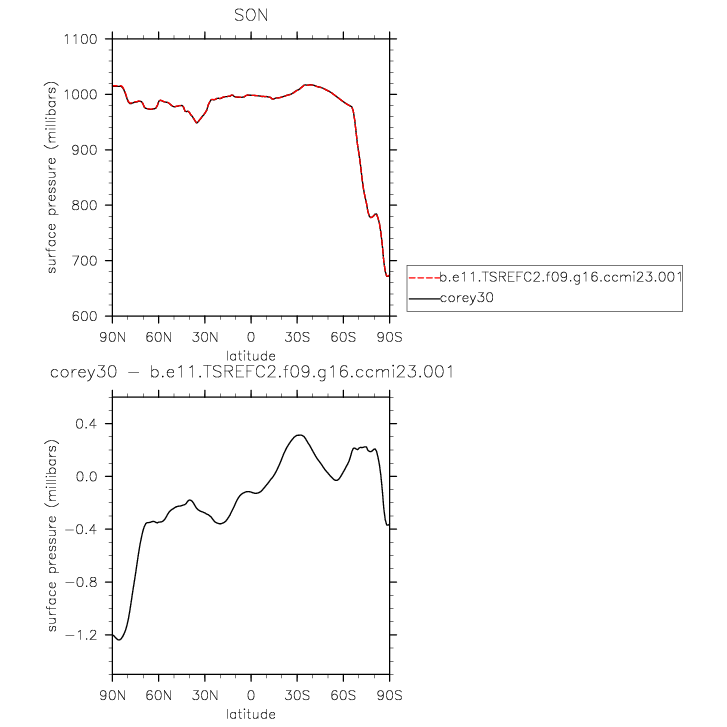 SON
1100
1000
900
800
700
600
surface pressure (millibars)
90N 60N 30N 0 30S 60S 90S
latitude
b.e11.TSREFC2.f09.g16.ccmi23.001
corey30
corey30 − b.e11.TSREFC2.f09.g16.ccmi23.001
0.4
0.0
−0.4
−0.8
−1.2
surface pressure (millibars)
90N 60N 30N 0 30S 60S 90S
latitude